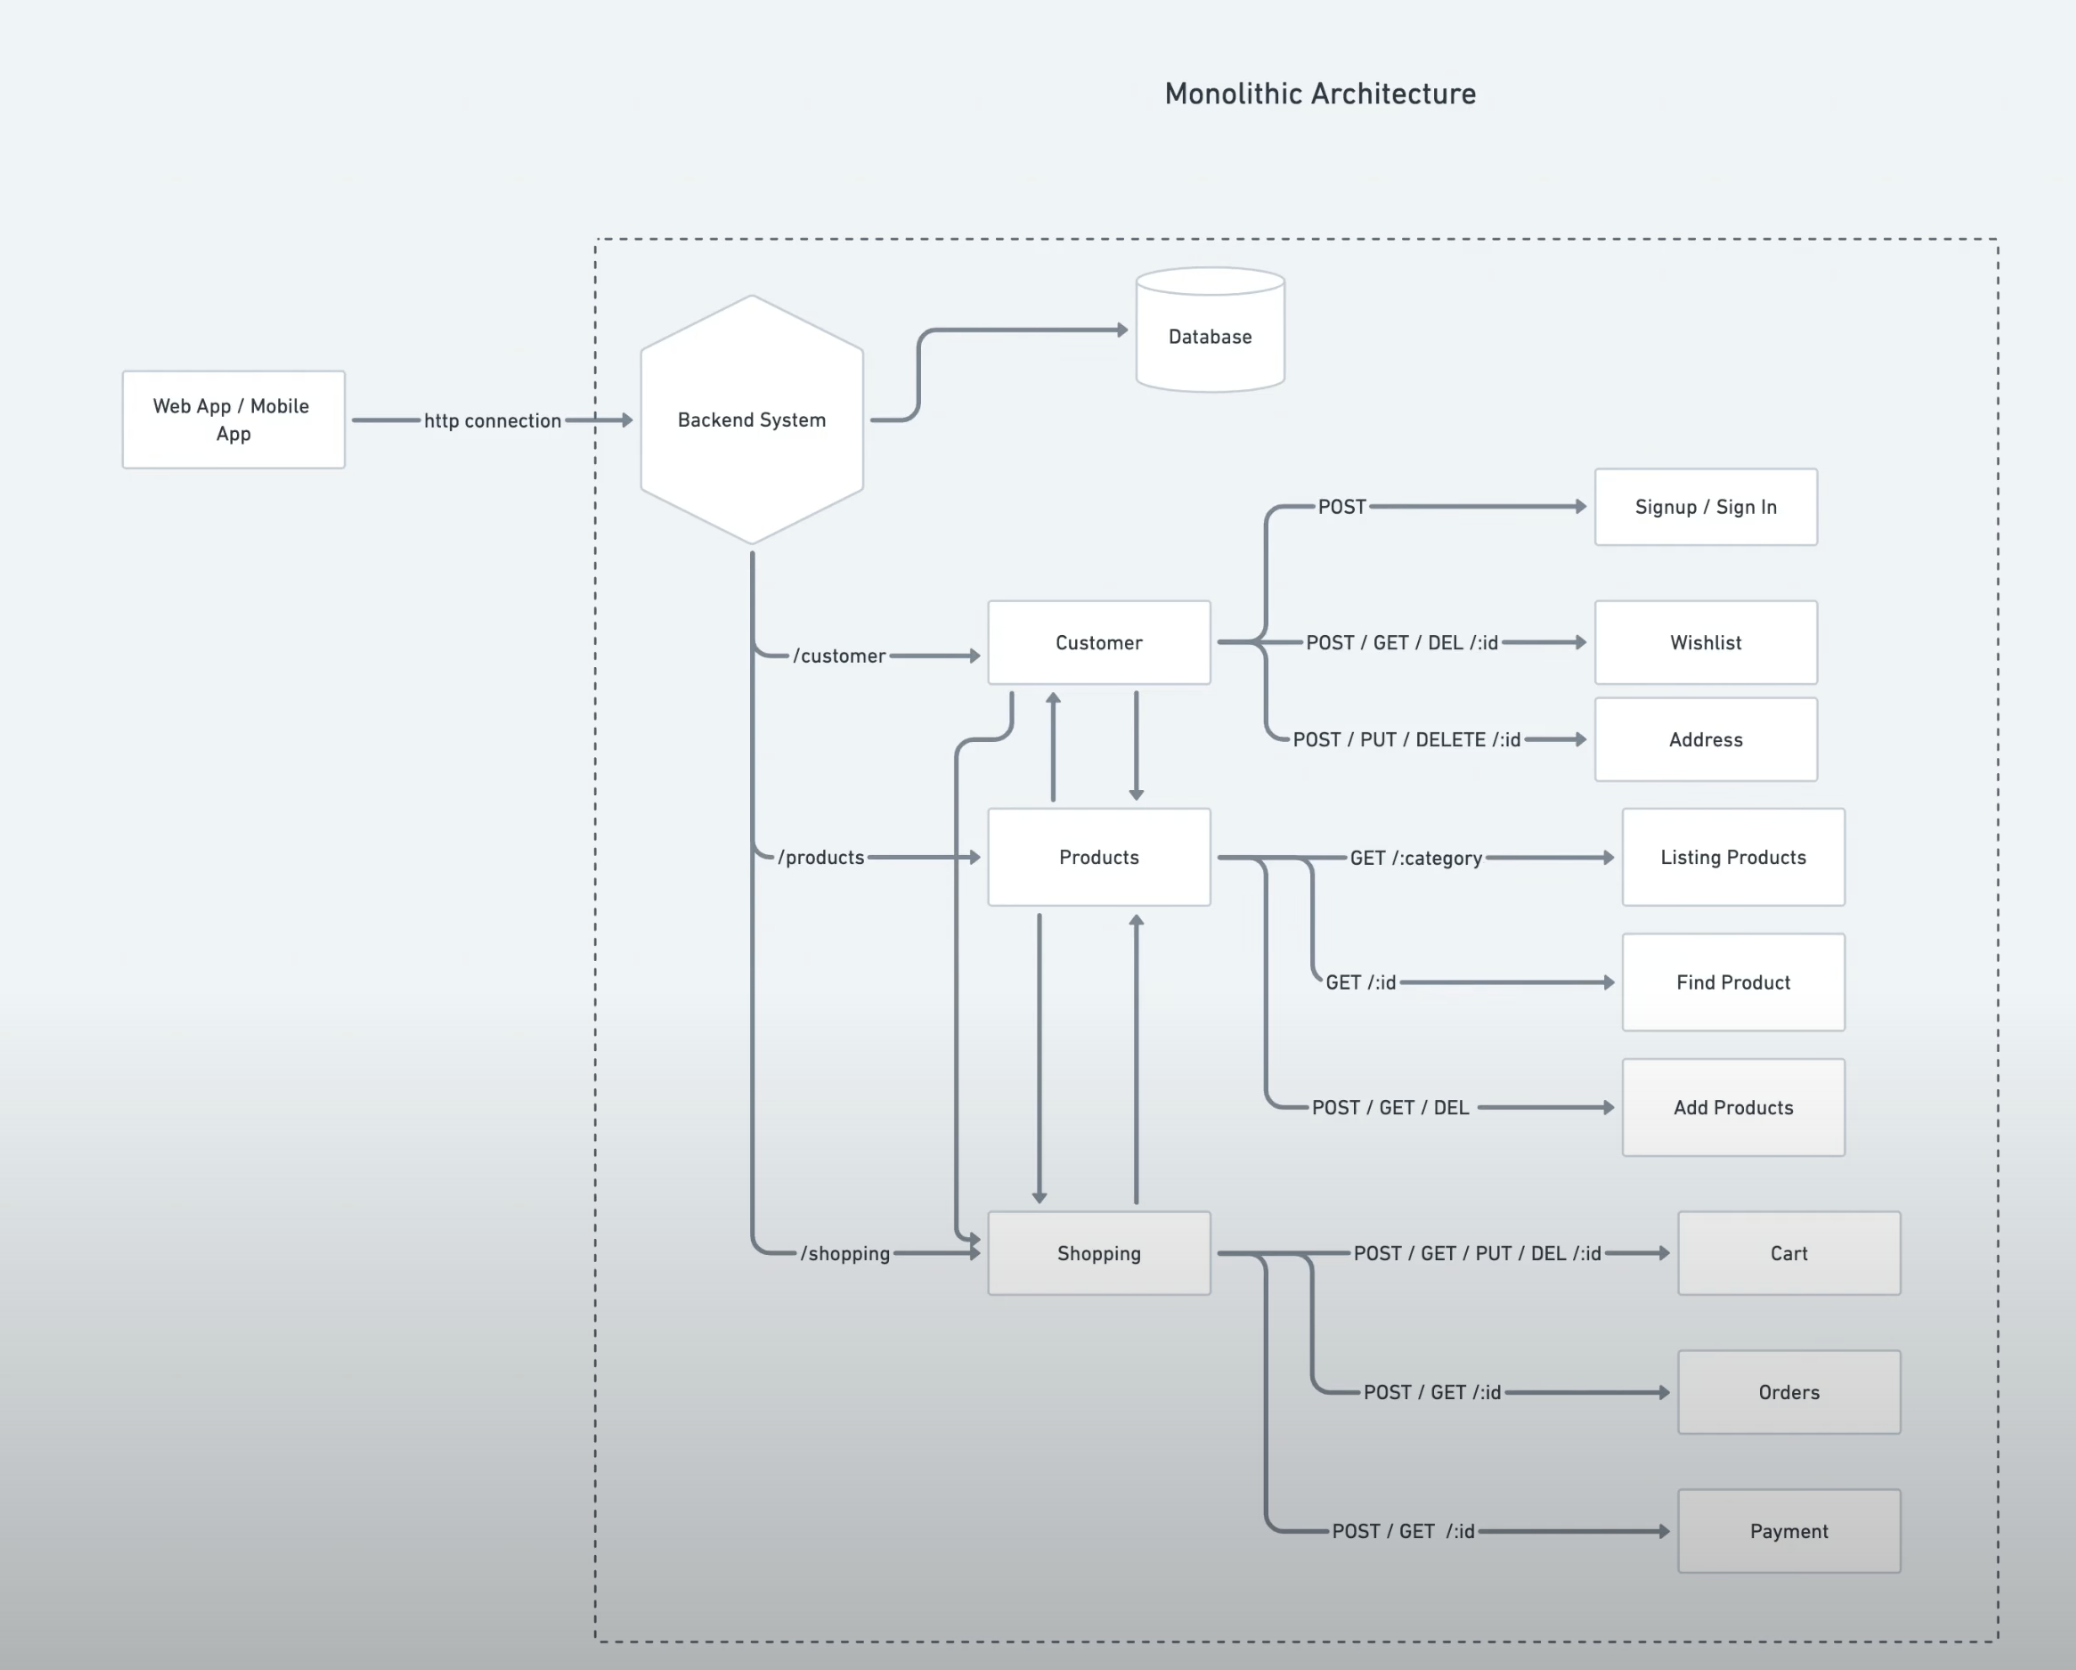 Monolithic Architecture
Database
Web App / Mobile
App
http connection
Backend System
POST
Signup / Sign In
/customer
Customer
POST / GET / DEL /:id
Wishlist
POST / PUT / DELETE /:id
Address
/products
Products
GET /:category
Listing Products
GET /:id
Find Product
POST / GET / DEL
Add Products
/shopping
Shopping
POST / GET / PUT / DEL /:id
Cart
POST / GET /:id
Orders
POST / GET /:id
Payment